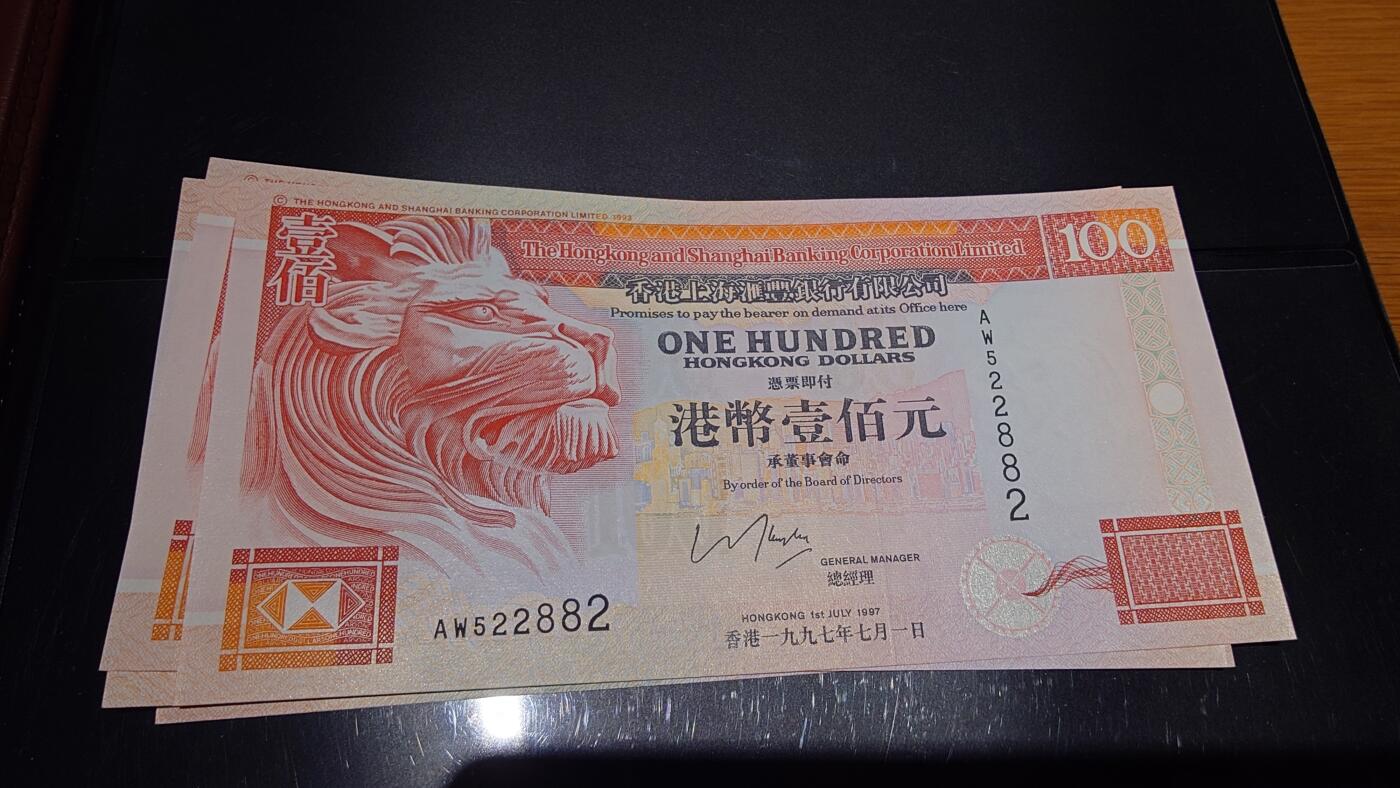 © THE HONGKONG AND SHANGHAI BANKING CORPORATION LIMITED 1993
壹佰
The Hongkong and Shanghai Banking Corporation Limited
100
香港上海滙豐銀行有限公司
Promises to pay the bearer on demand at its Office here
ONE HUNDRED
HONGKONG DOLLARS
憑票即付
港幣壹佰元
承董事會命
By order of the Board of Directors
AW522882
GENERAL MANAGER
總經理
AW522882
HONGKONG 1st JULY 1997
香港一九九七年七月一日